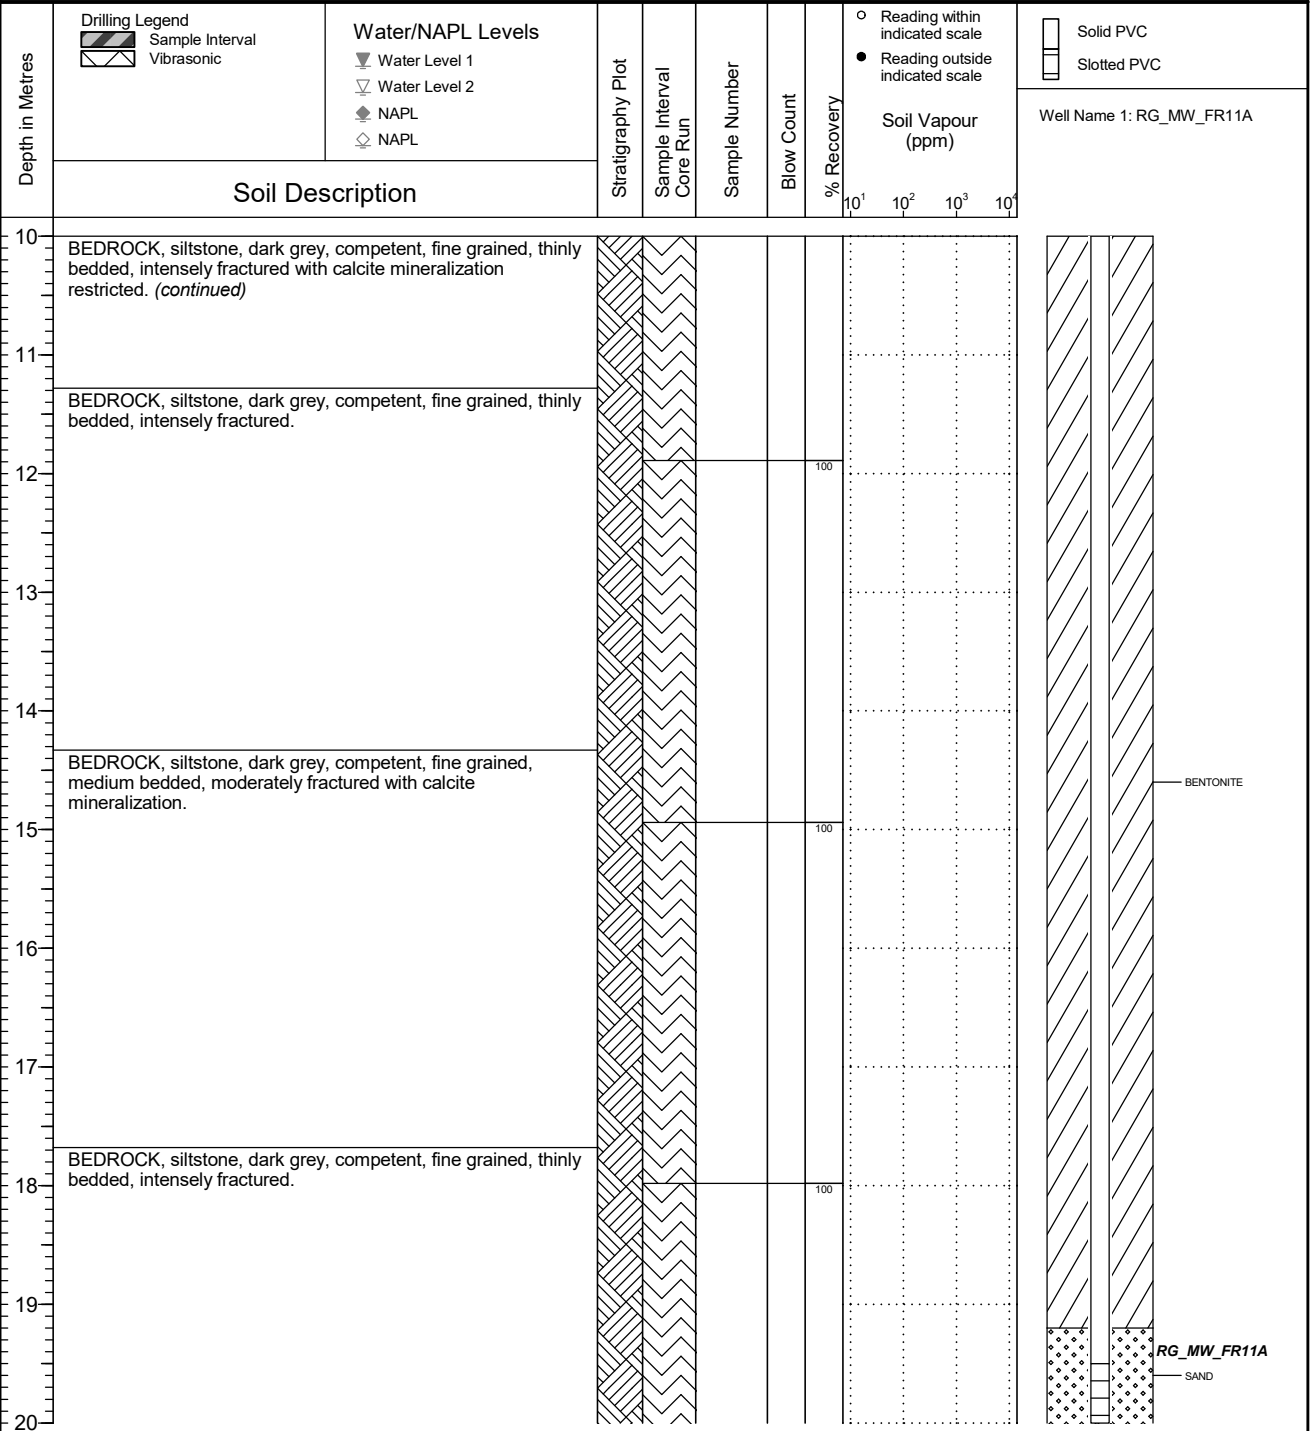 Depth in Metres
Drilling Legend
Sample Interval
Vibrasonic
Water/NAPL Levels
Water Level 1
Water Level 2
NAPL
NAPL
Soil Description
Stratigraphy Plot
Sample Interval
Core Run
Sample Number
Blow Count
% Recovery
Reading within
indicated scale
Reading outside
indicated scale
Soil Vapour
(ppm)
10¹ 10² 10³ 10⁴
Solid PVC
Slotted PVC
Well Name 1: RG_MW_FR11A
10
BEDROCK, siltstone, dark grey, competent, fine grained, thinly
bedded, intensely fractured with calcite mineralization
restricted. (continued)
11
BEDROCK, siltstone, dark grey, competent, fine grained, thinly
bedded, intensely fractured.
12
100
13
14
BEDROCK, siltstone, dark grey, competent, fine grained,
medium bedded, moderately fractured with calcite
mineralization.
BENTONITE
15
100
16
17
BEDROCK, siltstone, dark grey, competent, fine grained, thinly
bedded, intensely fractured.
18
100
19
RG_MW_FR11A
SAND
20